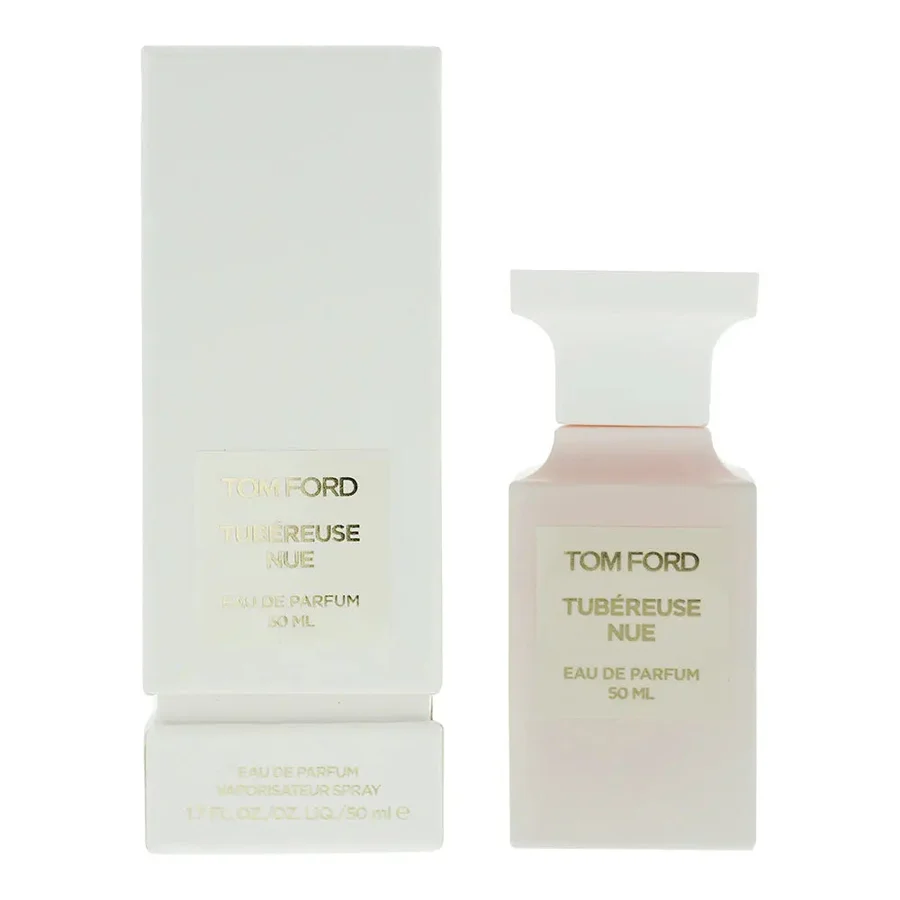 TOM FORD
TUBÉREUSE
NUE
EAU DE PARFUM
50 ML
EAU DE PARFUM
VAPORISATEUR SPRAY
1.7 FL. OZ./OZ. LIQ./50 ml e
TOM FORD
TUBÉREUSE
NUE
EAU DE PARFUM
50 ML